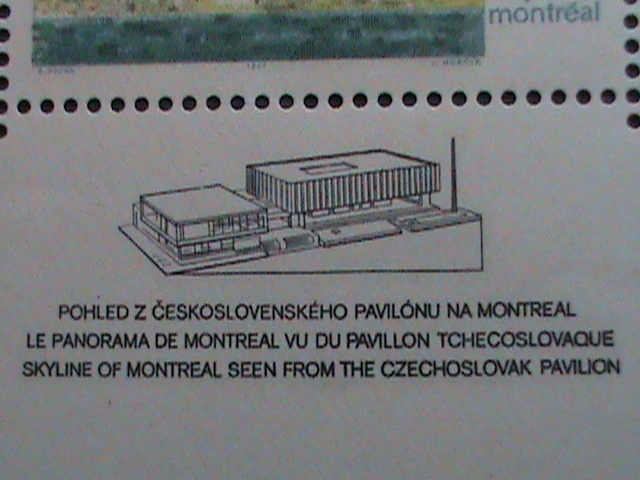 montréal
1967
POHLED Z ČESKOSLOVENSKÉHO PAVILÓNU NA MONTREAL
LE PANORAMA DE MONTREAL VU DU PAVILLON TCHECOSLOVAQUE
SKYLINE OF MONTREAL SEEN FROM THE CZECHOSLOVAK PAVILION